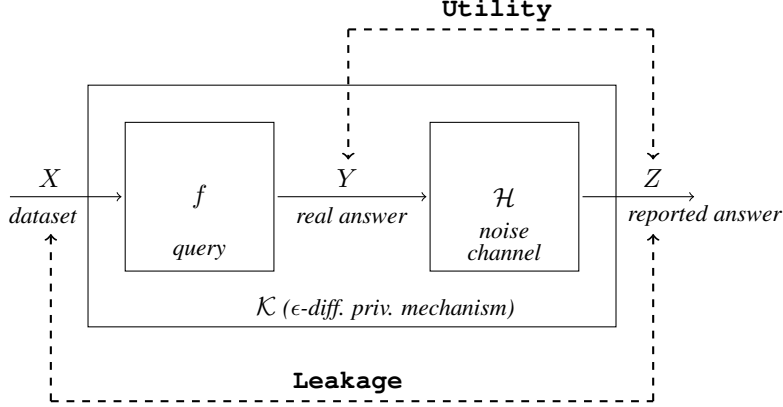 Utility
X
dataset
f
query
Y
real answer
ℋ
noise
channel
Z
reported answer
𝒦 (ϵ-diff. priv. mechanism)
Leakage